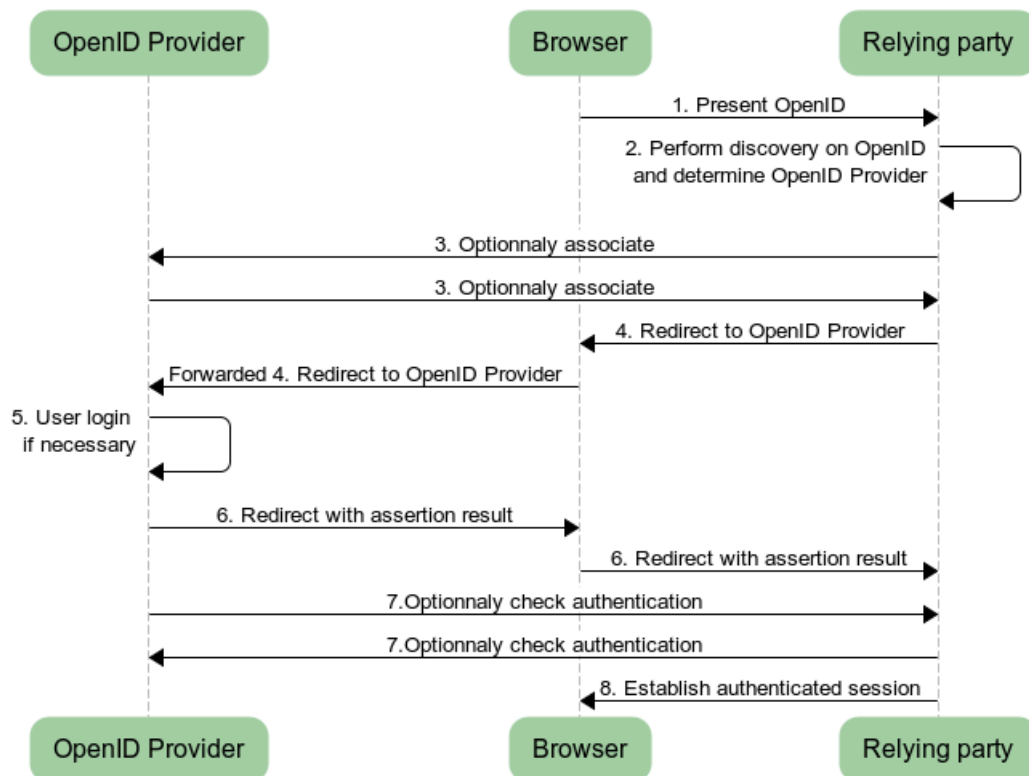 OpenID Provider
Browser
Relying party
1. Present OpenID
2. Perform discovery on OpenID
and determine OpenID Provider
3. Optionnaly associate
3. Optionnaly associate
4. Redirect to OpenID Provider
Forwarded 4. Redirect to OpenID Provider
5. User login
if necessary
6. Redirect with assertion result
6. Redirect with assertion result
7.Optionnaly check authentication
7.Optionnaly check authentication
8. Establish authenticated session
OpenID Provider
Browser
Relying party